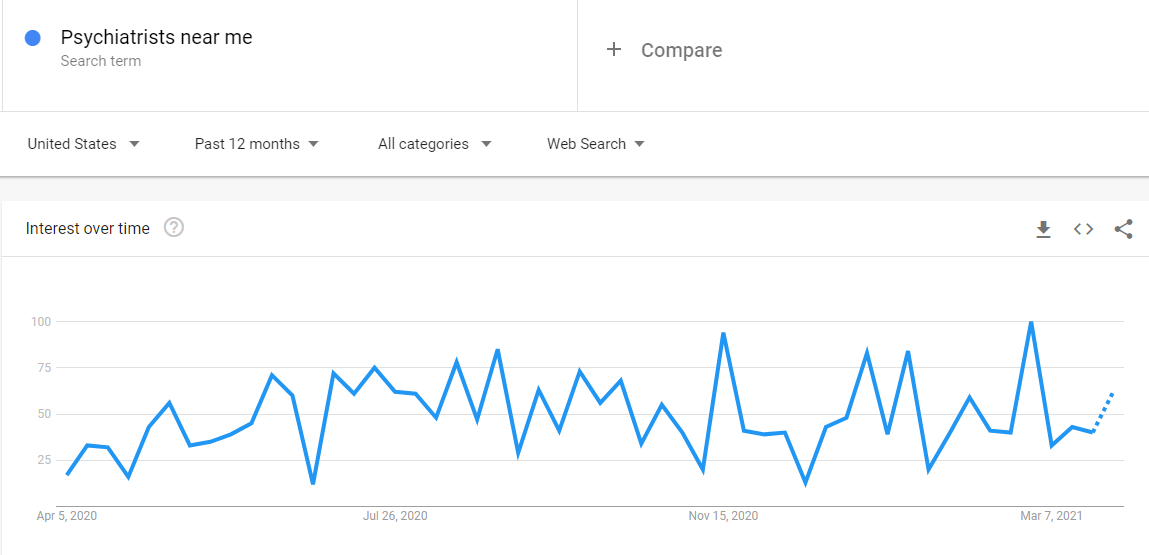 Psychiatrists near me
Search term
+ Compare
United States
Past 12 months
All categories
Web Search
Interest over time ?
100
75
50
25
Apr 5, 2020
Jul 26, 2020
Nov 15, 2020
Mar 7, 2021